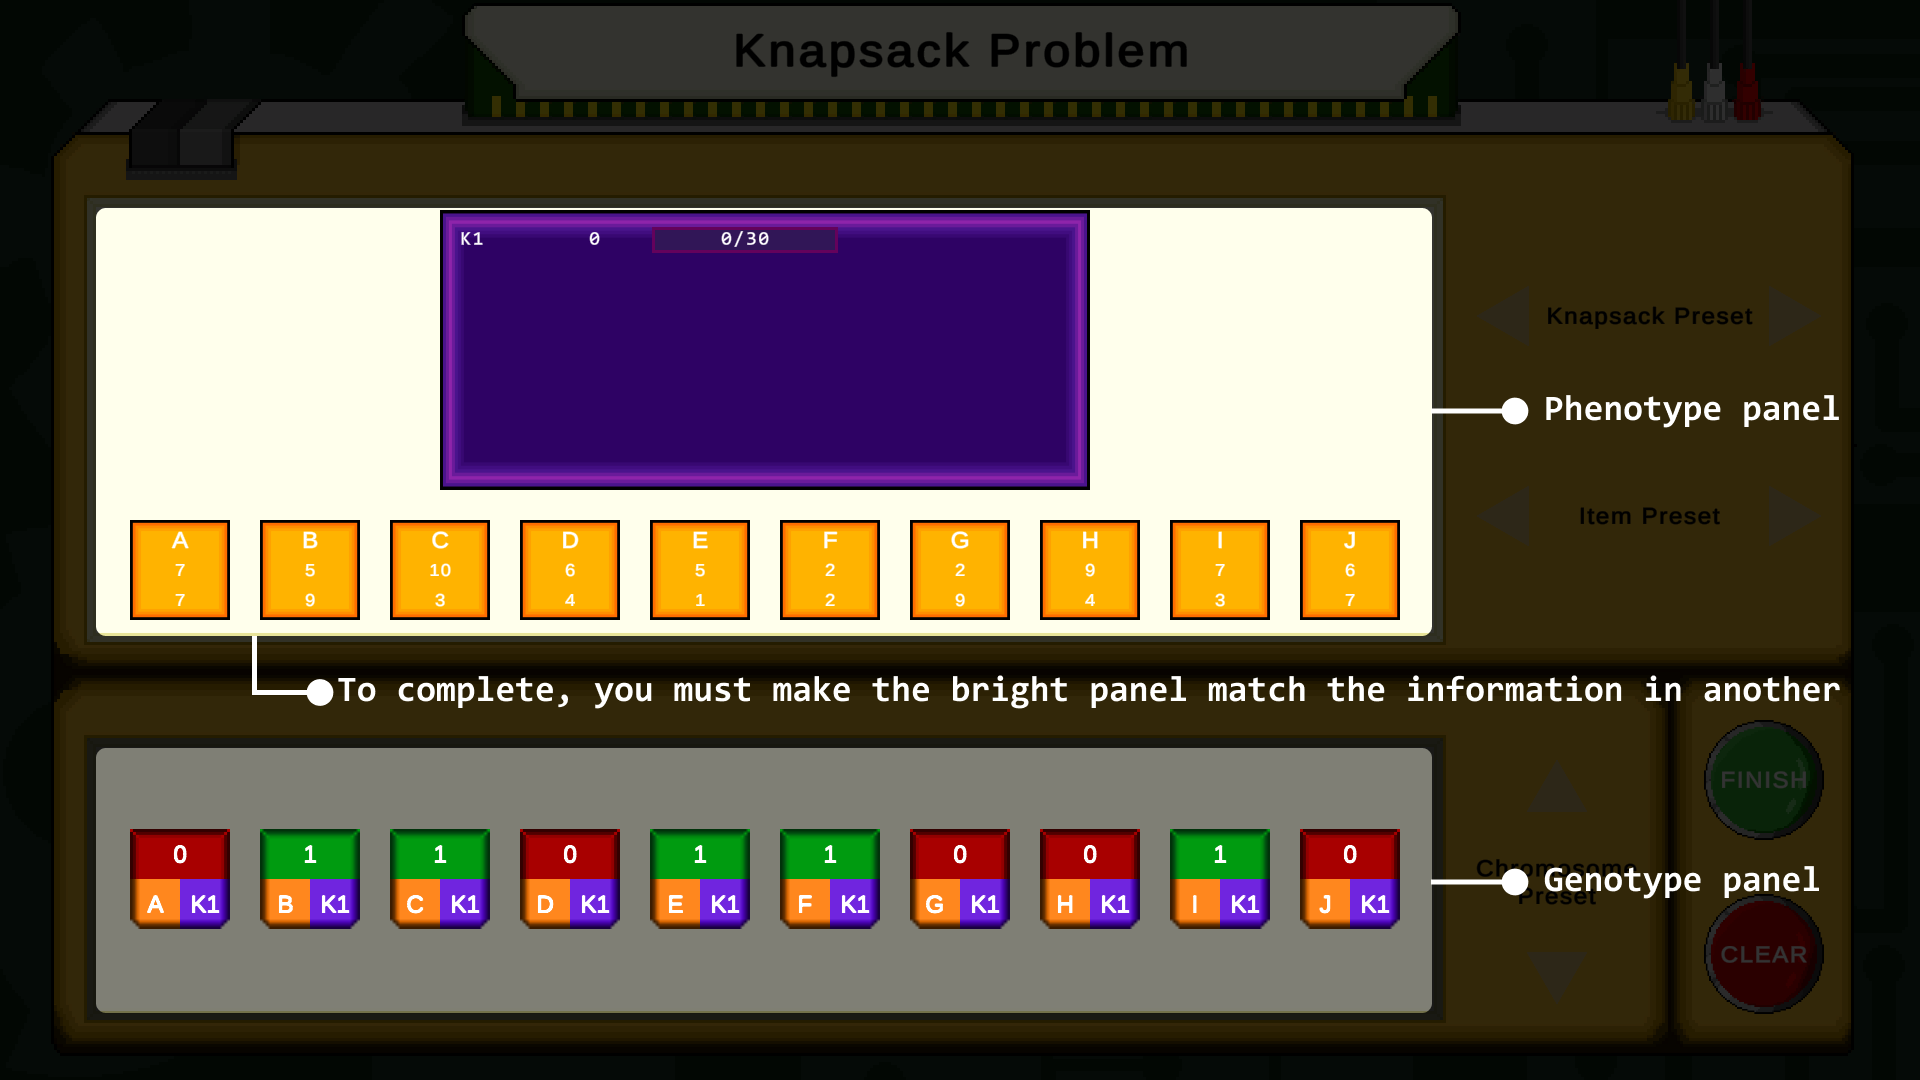 Knapsack Problem
K1 0 0/30
Knapsack Preset
Phenotype panel
Item Preset
A B C D E F G H I J
7 5 10 6 5 2 2 9 7 6
7 9 3 4 1 2 9 4 3 7
To complete, you must make the bright panel match the information in another
FINISH
0 1 1 0 1 1 0 0 1 0
A K1 B K1 C K1 D K1 E K1 F K1 G K1 H K1 I K1 J K1
Chromosome
Preset
Genotype panel
CLEAR